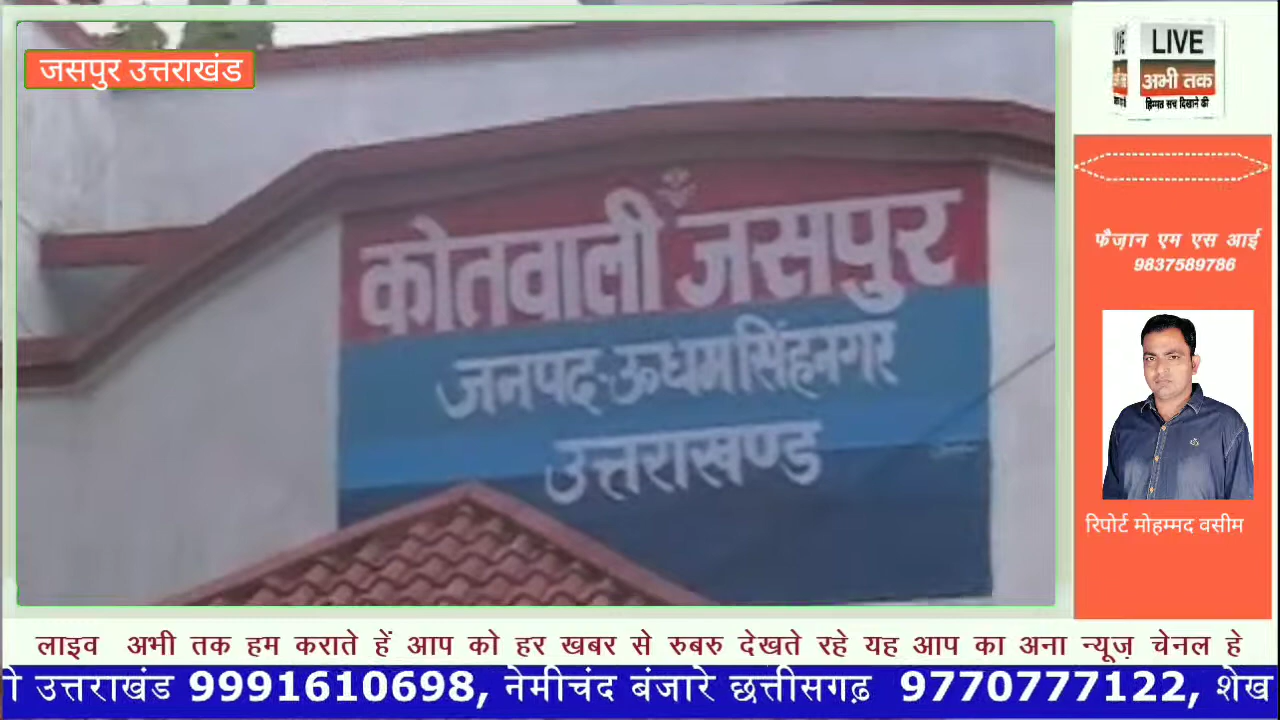 जसपुर उत्तराखंड
कोतवाली जसपुर
जनपद-ऊधमसिंहनगर
उत्तराखण्ड
LIVE
अभी तक
हिम्मत सच दिखाने की
फैज़ान एम एस आई
9837589786
रिपोर्ट मोहम्मद वसीम
लाइव अभी तक हम कराते हें आप को हर खबर से रुबरु देखते रहे यह आप का अना न्यूज़ चेनल हे
ी उत्तराखंड 9991610698, नेमीचंद बंजारे छत्तीसगढ़ 9770777122, शेख